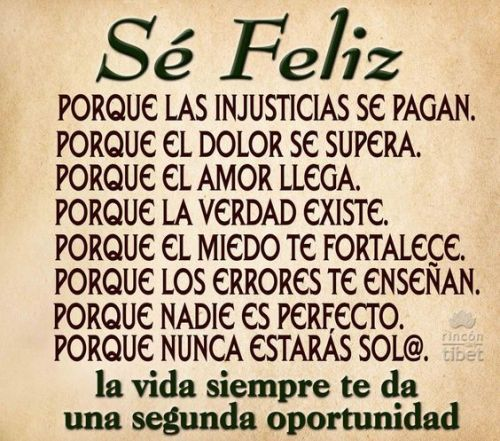 Sé Feliz
PORQUE LAS INJUSTICIAS SE PAGAN.
PORQUE EL DOLOR SE SUPERA.
PORQUE EL AMOR LLEGA.
PORQUE LA VERDAD EXISTE.
PORQUE EL MIEDO TE FORTALECE.
PORQUE LOS ERRORES TE ENSEÑAN.
PORQUE NADIE ES PERFECTO.
PORQUE NUNCA ESTARÁS SOL@.
rincón
tibet
la vida siempre te da
una segunda oportunidad